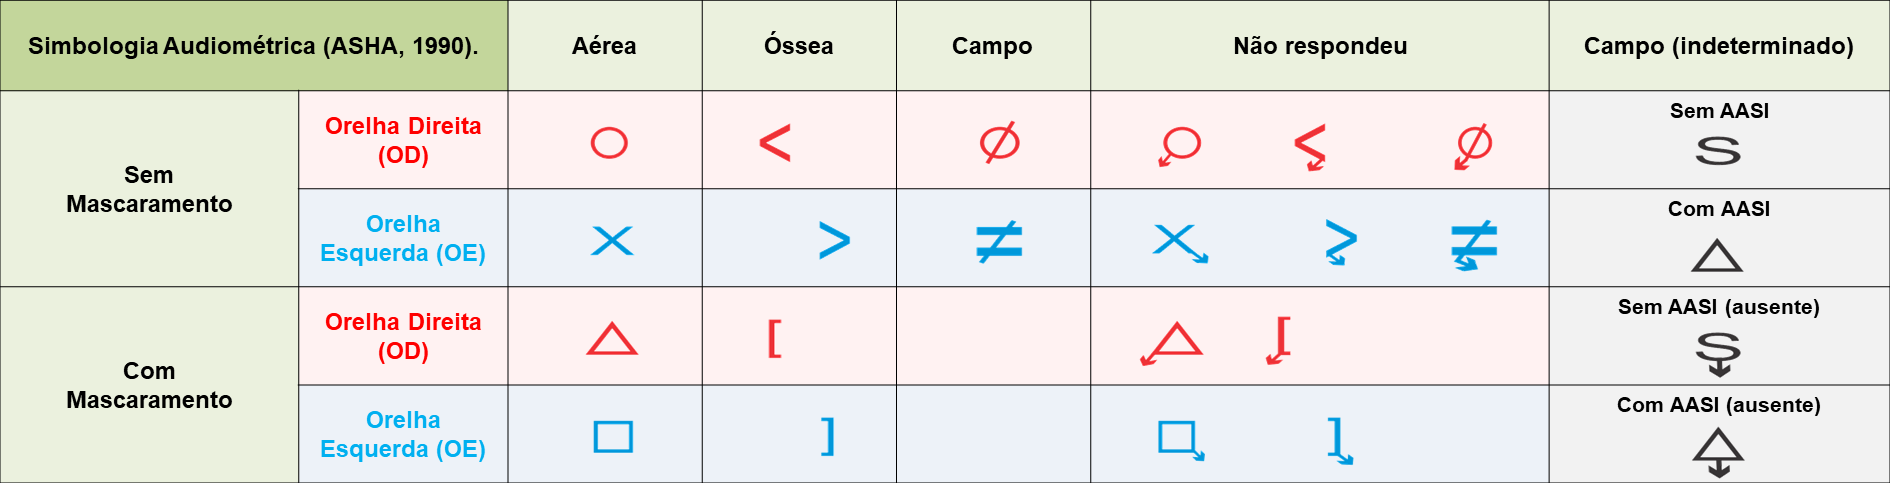 Simbologia Audiométrica (ASHA, 1990).
Aérea
Óssea
Campo
Não respondeu
Campo (indeterminado)
Sem
Mascaramento
Orelha Direita
(OD)
Sem AASI
S
Orelha
Esquerda (OE)
Com AASI
Com
Mascaramento
Orelha Direita
(OD)
Sem AASI (ausente)
S
Orelha
Esquerda (OE)
Com AASI (ausente)